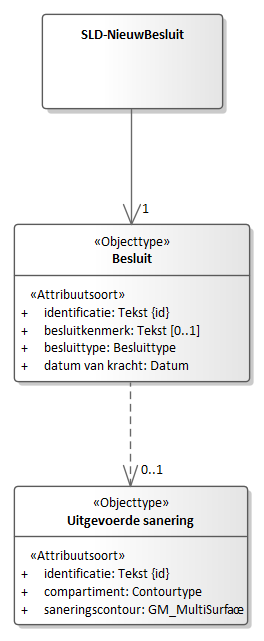 SLD-NieuwBesluit
1
«Objecttype»
Besluit
«Attribuutsoort»
+ identificatie: Tekst {id}
+ besluitkenmerk: Tekst [0..1]
+ besluittype: Besluittype
+ datum van kracht: Datum
0..1
«Objecttype»
Uitgevoerde sanering
«Attribuutsoort»
+ identificatie: Tekst {id}
+ compartiment: Contourtype
+ saneringscontour: GM_MultiSurface